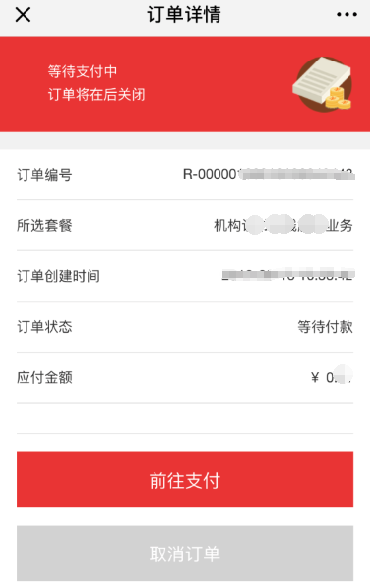 订单详情
等待支付中
订单将在后关闭
订单编号 R-00000
所选套餐 机构 业务
订单创建时间
订单状态 等待付款
应付金额 ¥ 0.
前往支付
取消订单